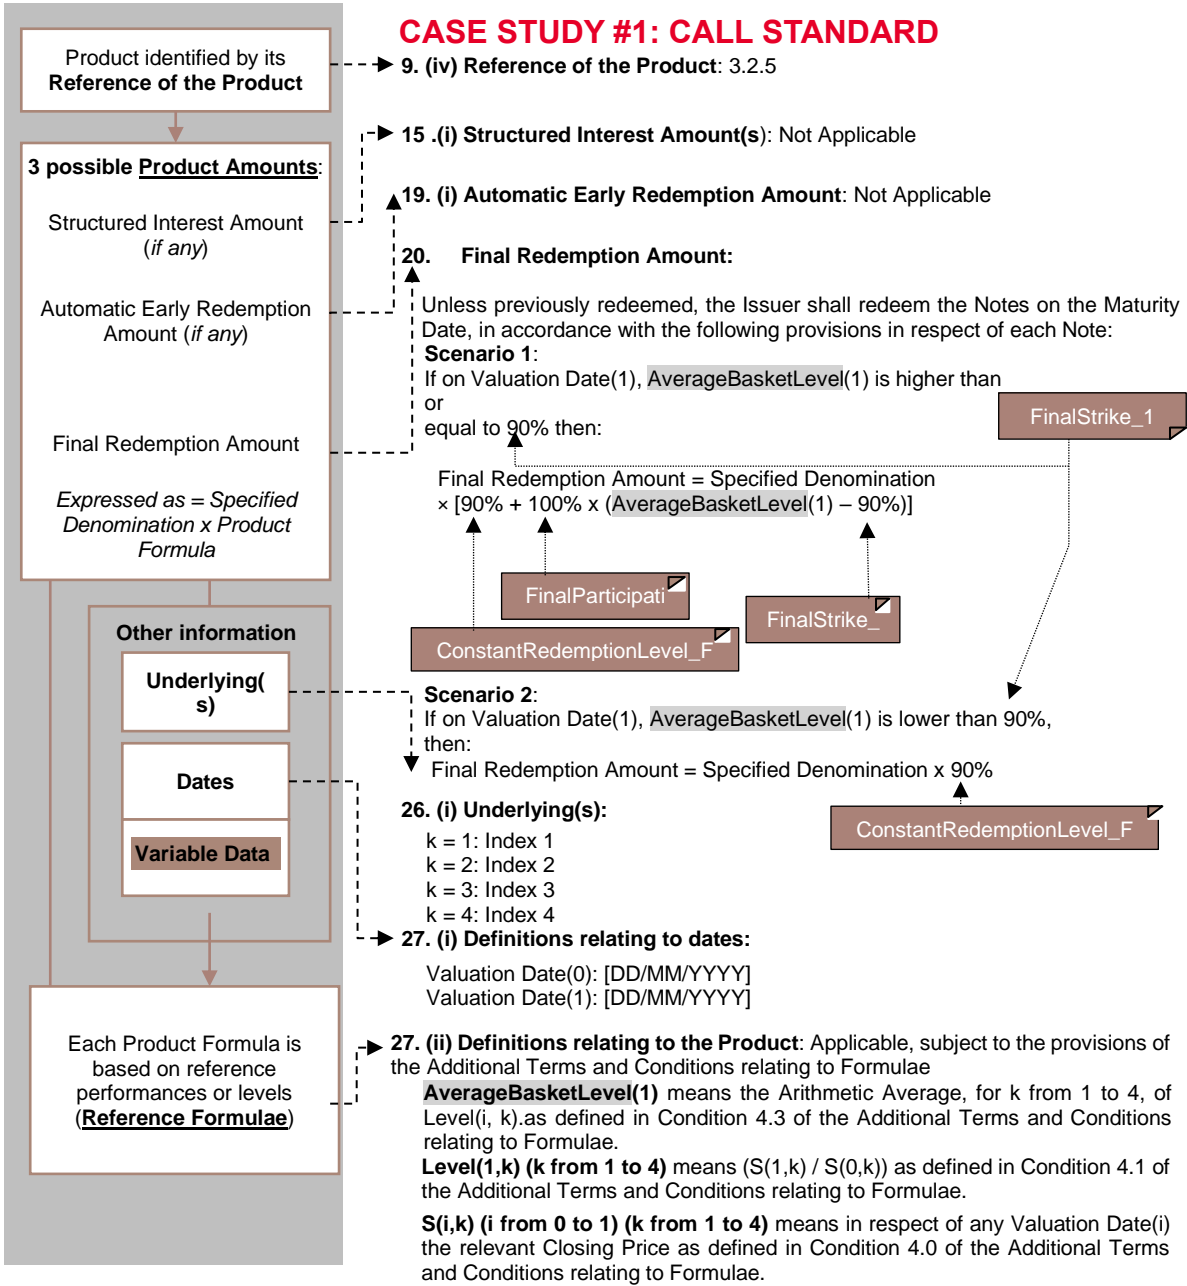 CASE STUDY #1: CALL STANDARD
Product identified by its
Reference of the Product
9. (iv) Reference of the Product: 3.2.5
15 .(i) Structured Interest Amount(s): Not Applicable
3 possible Product Amounts:
19. (i) Automatic Early Redemption Amount: Not Applicable
Structured Interest Amount
(if any)
20. Final Redemption Amount:
Automatic Early Redemption
Amount (if any)
Unless previously redeemed, the Issuer shall redeem the Notes on the Maturity
Date, in accordance with the following provisions in respect of each Note:
Scenario 1:
If on Valuation Date(1), AverageBasketLevel(1) is higher than
or
equal to 90% then:
FinalStrike_1
Final Redemption Amount
Expressed as = Specified
Denomination x Product
Formula
Final Redemption Amount = Specified Denomination
× [90% + 100% x (AverageBasketLevel(1) – 90%)]
FinalParticipati
FinalStrike_
ConstantRedemptionLevel_F
Other information
Underlying(
s)
Scenario 2:
If on Valuation Date(1), AverageBasketLevel(1) is lower than 90%,
then:
Final Redemption Amount = Specified Denomination x 90%
ConstantRedemptionLevel_F
Dates
Variable Data
26. (i) Underlying(s):
k = 1: Index 1
k = 2: Index 2
k = 3: Index 3
k = 4: Index 4
27. (i) Definitions relating to dates:
Valuation Date(0): [DD/MM/YYYY]
Valuation Date(1): [DD/MM/YYYY]
Each Product Formula is
based on reference
performances or levels
(Reference Formulae)
27. (ii) Definitions relating to the Product: Applicable, subject to the provisions of
the Additional Terms and Conditions relating to Formulae
AverageBasketLevel(1) means the Arithmetic Average, for k from 1 to 4, of
Level(i, k).as defined in Condition 4.3 of the Additional Terms and Conditions
relating to Formulae.
Level(1,k) (k from 1 to 4) means (S(1,k) / S(0,k)) as defined in Condition 4.1 of
the Additional Terms and Conditions relating to Formulae.
S(i,k) (i from 0 to 1) (k from 1 to 4) means in respect of any Valuation Date(i)
the relevant Closing Price as defined in Condition 4.0 of the Additional Terms
and Conditions relating to Formulae.